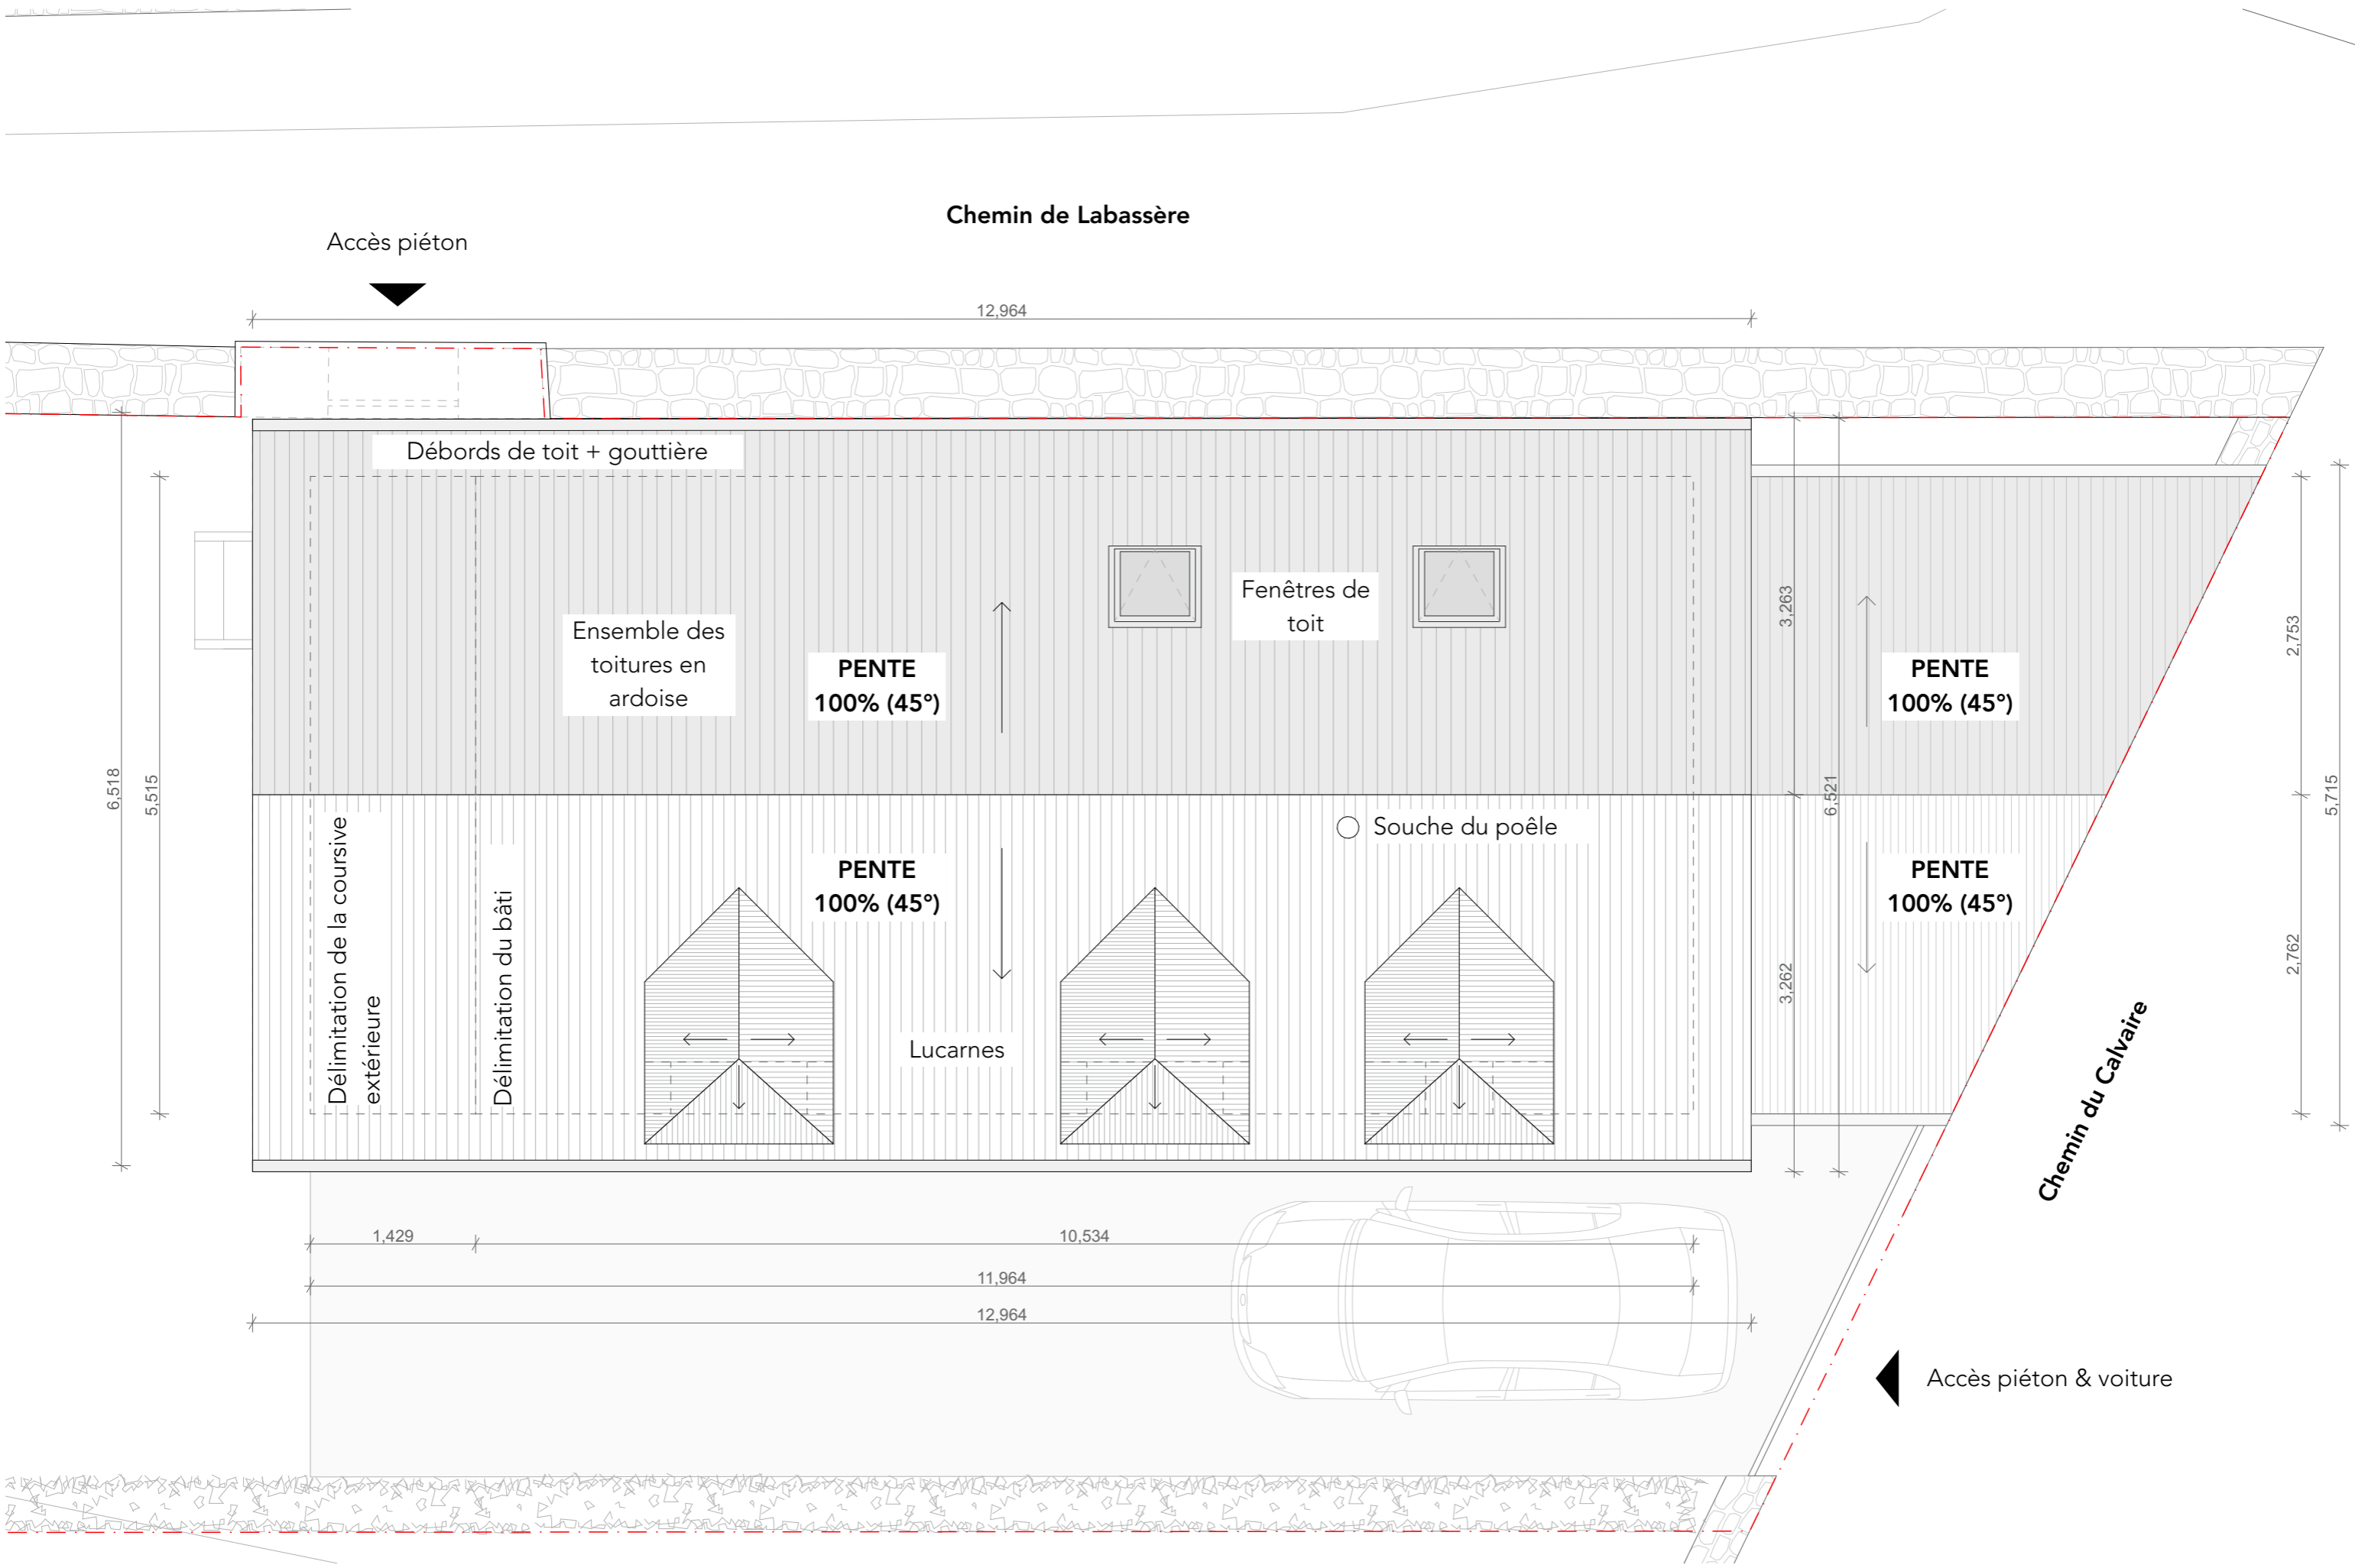 Chemin de Labassère
Accès piéton
12,964
Débords de toit + gouttière
Fenêtres de
toit
Ensemble des
toitures en
ardoise
PENTE
100% (45°)
PENTE
100% (45°)
3,263
2,753
6,518
5,515
6,521
5,715
Souche du poêle
PENTE
100% (45°)
PENTE
100% (45°)
Délimitation de la coursive
extérieure
Délimitation du bâti
Lucarnes
3,262
2,762
Chemin du Calvaire
1,429
10,534
11,964
12,964
Accès piéton & voiture